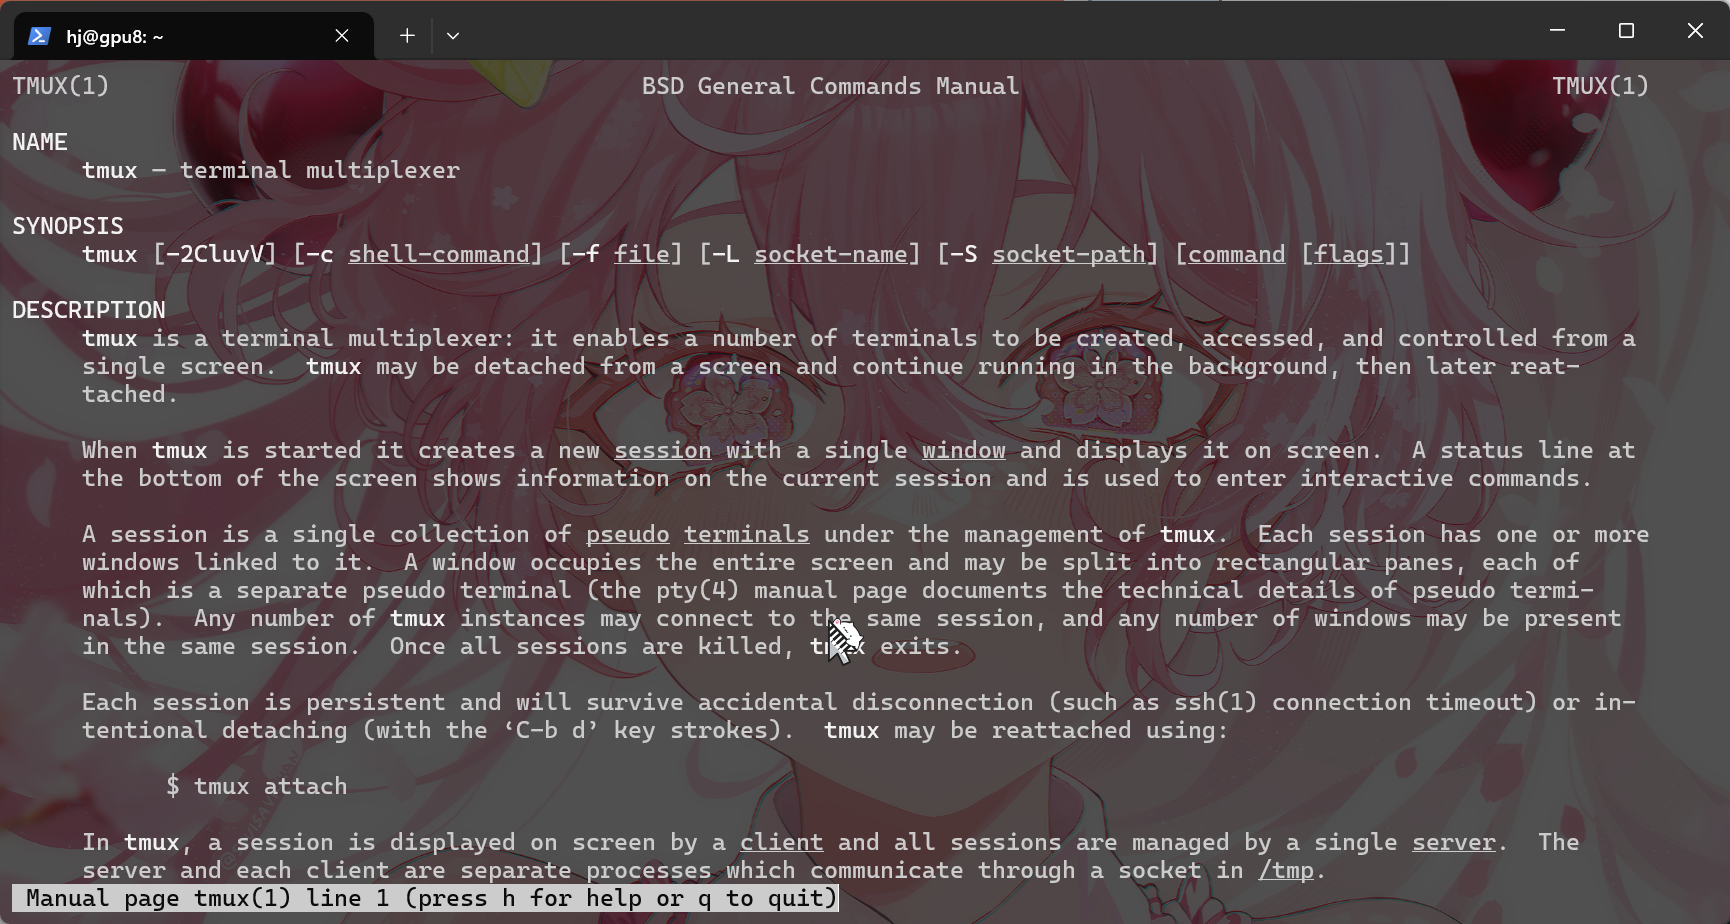 hj@gpu8: ~
TMUX(1) BSD General Commands Manual TMUX(1)
NAME
tmux — terminal multiplexer
SYNOPSIS
tmux [-2CluvV] [-c shell-command] [-f file] [-L socket-name] [-S socket-path] [command [flags]]
DESCRIPTION
tmux is a terminal multiplexer: it enables a number of terminals to be created, accessed, and controlled from a
single screen. tmux may be detached from a screen and continue running in the background, then later reat-
tached.
When tmux is started it creates a new session with a single window and displays it on screen. A status line at
the bottom of the screen shows information on the current session and is used to enter interactive commands.
A session is a single collection of pseudo terminals under the management of tmux. Each session has one or more
windows linked to it. A window occupies the entire screen and may be split into rectangular panes, each of
which is a separate pseudo terminal (the pty(4) manual page documents the technical details of pseudo termi-
nals). Any number of tmux instances may connect to the same session, and any number of windows may be present
in the same session. Once all sessions are killed, tmux exits.
Each session is persistent and will survive accidental disconnection (such as ssh(1) connection timeout) or in-
tentional detaching (with the ‘C-b d’ key strokes). tmux may be reattached using:
$ tmux attach
In tmux, a session is displayed on screen by a client and all sessions are managed by a single server. The
server and each client are separate processes which communicate through a socket in /tmp.
Manual page tmux(1) line 1 (press h for help or q to quit)